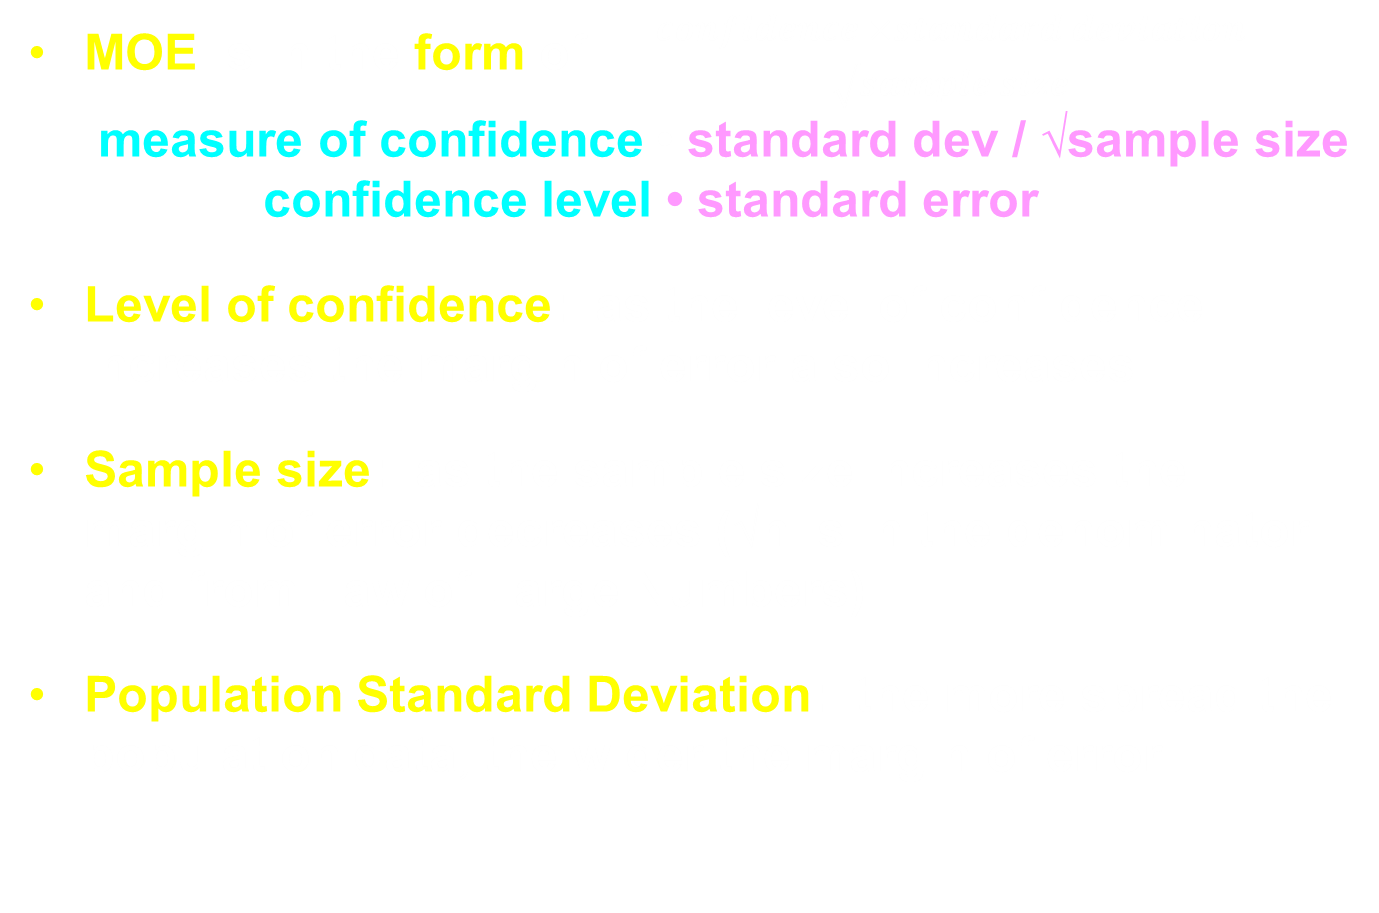 • MOE form
measure of confidence standard dev / √sample size
confidence level • standard error
• Level of confidence
• Sample size
• Population Standard Deviation